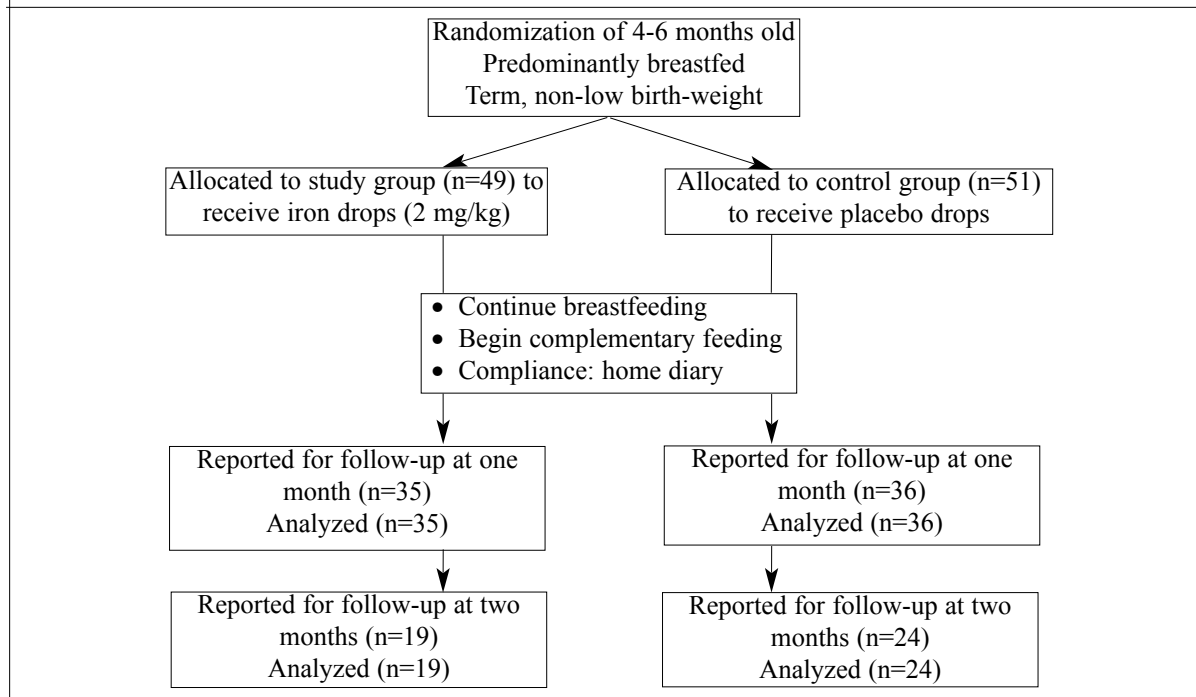 Randomization of 4-6 months old
Predominantly breastfed
Term, non-low birth-weight
Allocated to study group (n=49) to
receive iron drops (2 mg/kg)
Allocated to control group (n=51)
to receive placebo drops
• Continue breastfeeding
• Begin complementary feeding
• Compliance: home diary
Reported for follow-up at one
month (n=35)
Analyzed (n=35)
Reported for follow-up at one
month (n=36)
Analyzed (n=36)
Reported for follow-up at two
months (n=19)
Analyzed (n=19)
Reported for follow-up at two
months (n=24)
Analyzed (n=24)